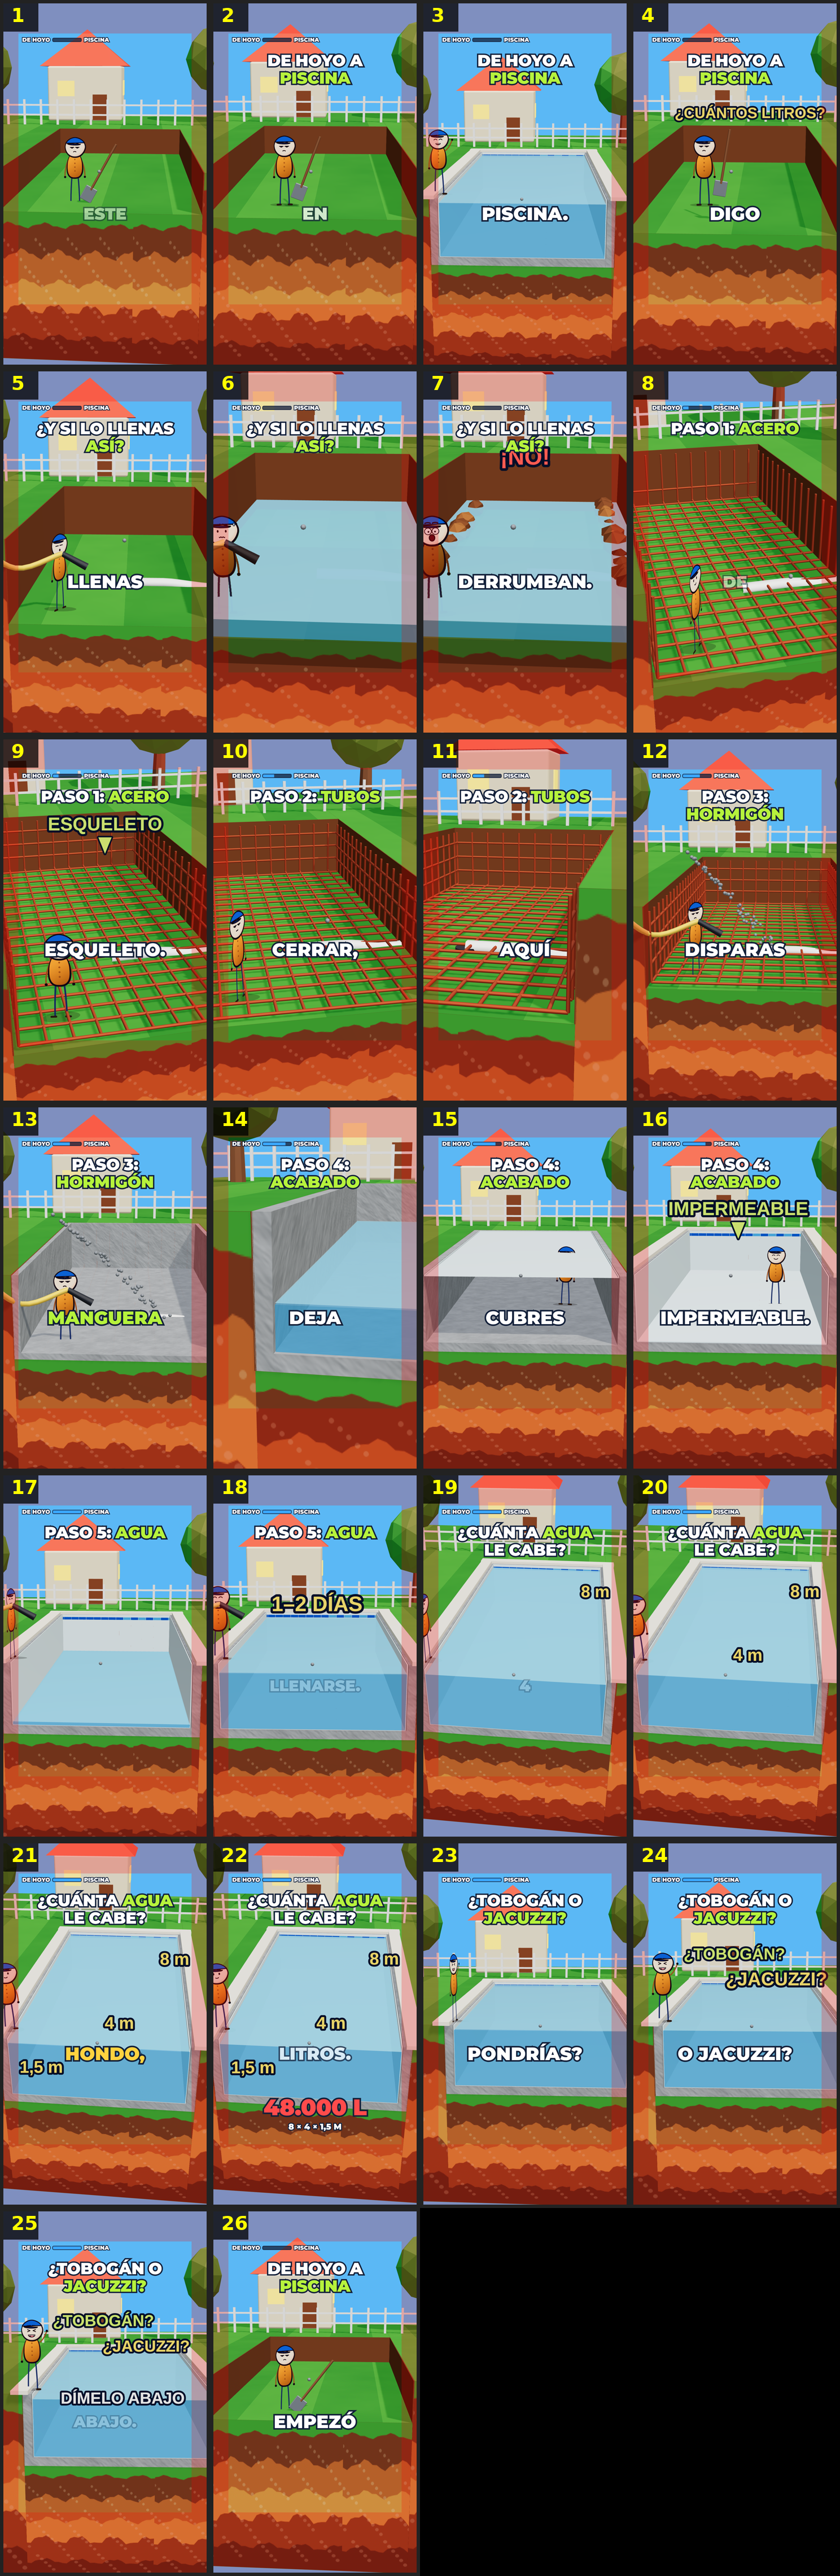 1
DE HOYO PISCINA
ESTE
2
DE HOYO PISCINA
DE HOYO A
PISCINA
EN
3
DE HOYO PISCINA
DE HOYO A
PISCINA
PISCINA.
4
DE HOYO PISCINA
DE HOYO A
PISCINA
¿CUÁNTOS LITROS?
DIGO
5
DE HOYO PISCINA
¿Y SI LO LLENAS
ASÍ?
LLENAS
6
DE HOYO PISCINA
¿Y SI LO LLENAS
ASÍ?
7
DE HOYO PISCINA
¿Y SI LO LLENAS
ASÍ?
¡NO!
DERRUMBAN.
8
DE HOYO PISCINA
PASO 1: ACERO
DE
9
DE HOYO PISCINA
PASO 1: ACERO
ESQUELETO
ESQUELETO.
10
DE HOYO PISCINA
PASO 2: TUBOS
CERRAR,
11
DE HOYO PISCINA
PASO 2: TUBOS
AQUÍ
12
DE HOYO PISCINA
PASO 3:
HORMIGÓN
DISPARAS
13
DE HOYO PISCINA
PASO 3:
HORMIGÓN
MANGUERA
14
DE HOYO PISCINA
PASO 4:
ACABADO
DEJA
15
DE HOYO PISCINA
PASO 4:
ACABADO
CUBRES
16
DE HOYO PISCINA
PASO 4:
ACABADO
IMPERMEABLE
IMPERMEABLE.
17
DE HOYO PISCINA
PASO 5: AGUA
18
DE HOYO PISCINA
PASO 5: AGUA
1–2 DÍAS
LLENARSE.
19
DE HOYO PISCINA
¿CUÁNTA AGUA
LE CABE?
8 m
4
20
DE HOYO PISCINA
¿CUÁNTA AGUA
LE CABE?
8 m
4 m
21
DE HOYO PISCINA
¿CUÁNTA AGUA
LE CABE?
8 m
4 m
HONDO,
1,5 m
22
DE HOYO PISCINA
¿CUÁNTA AGUA
LE CABE?
8 m
4 m
LITROS.
1,5 m
48.000 L
8 × 4 × 1,5 M
23
DE HOYO PISCINA
¿TOBOGÁN O
JACUZZI?
PONDRÍAS?
24
DE HOYO PISCINA
¿TOBOGÁN O
JACUZZI?
¿TOBOGÁN?
¿JACUZZI?
O JACUZZI?
25
DE HOYO PISCINA
¿TOBOGÁN O
JACUZZI?
¿TOBOGÁN?
¿JACUZZI?
DÍMELO ABAJO
ABAJO.
26
DE HOYO PISCINA
DE HOYO A
PISCINA
EMPEZÓ